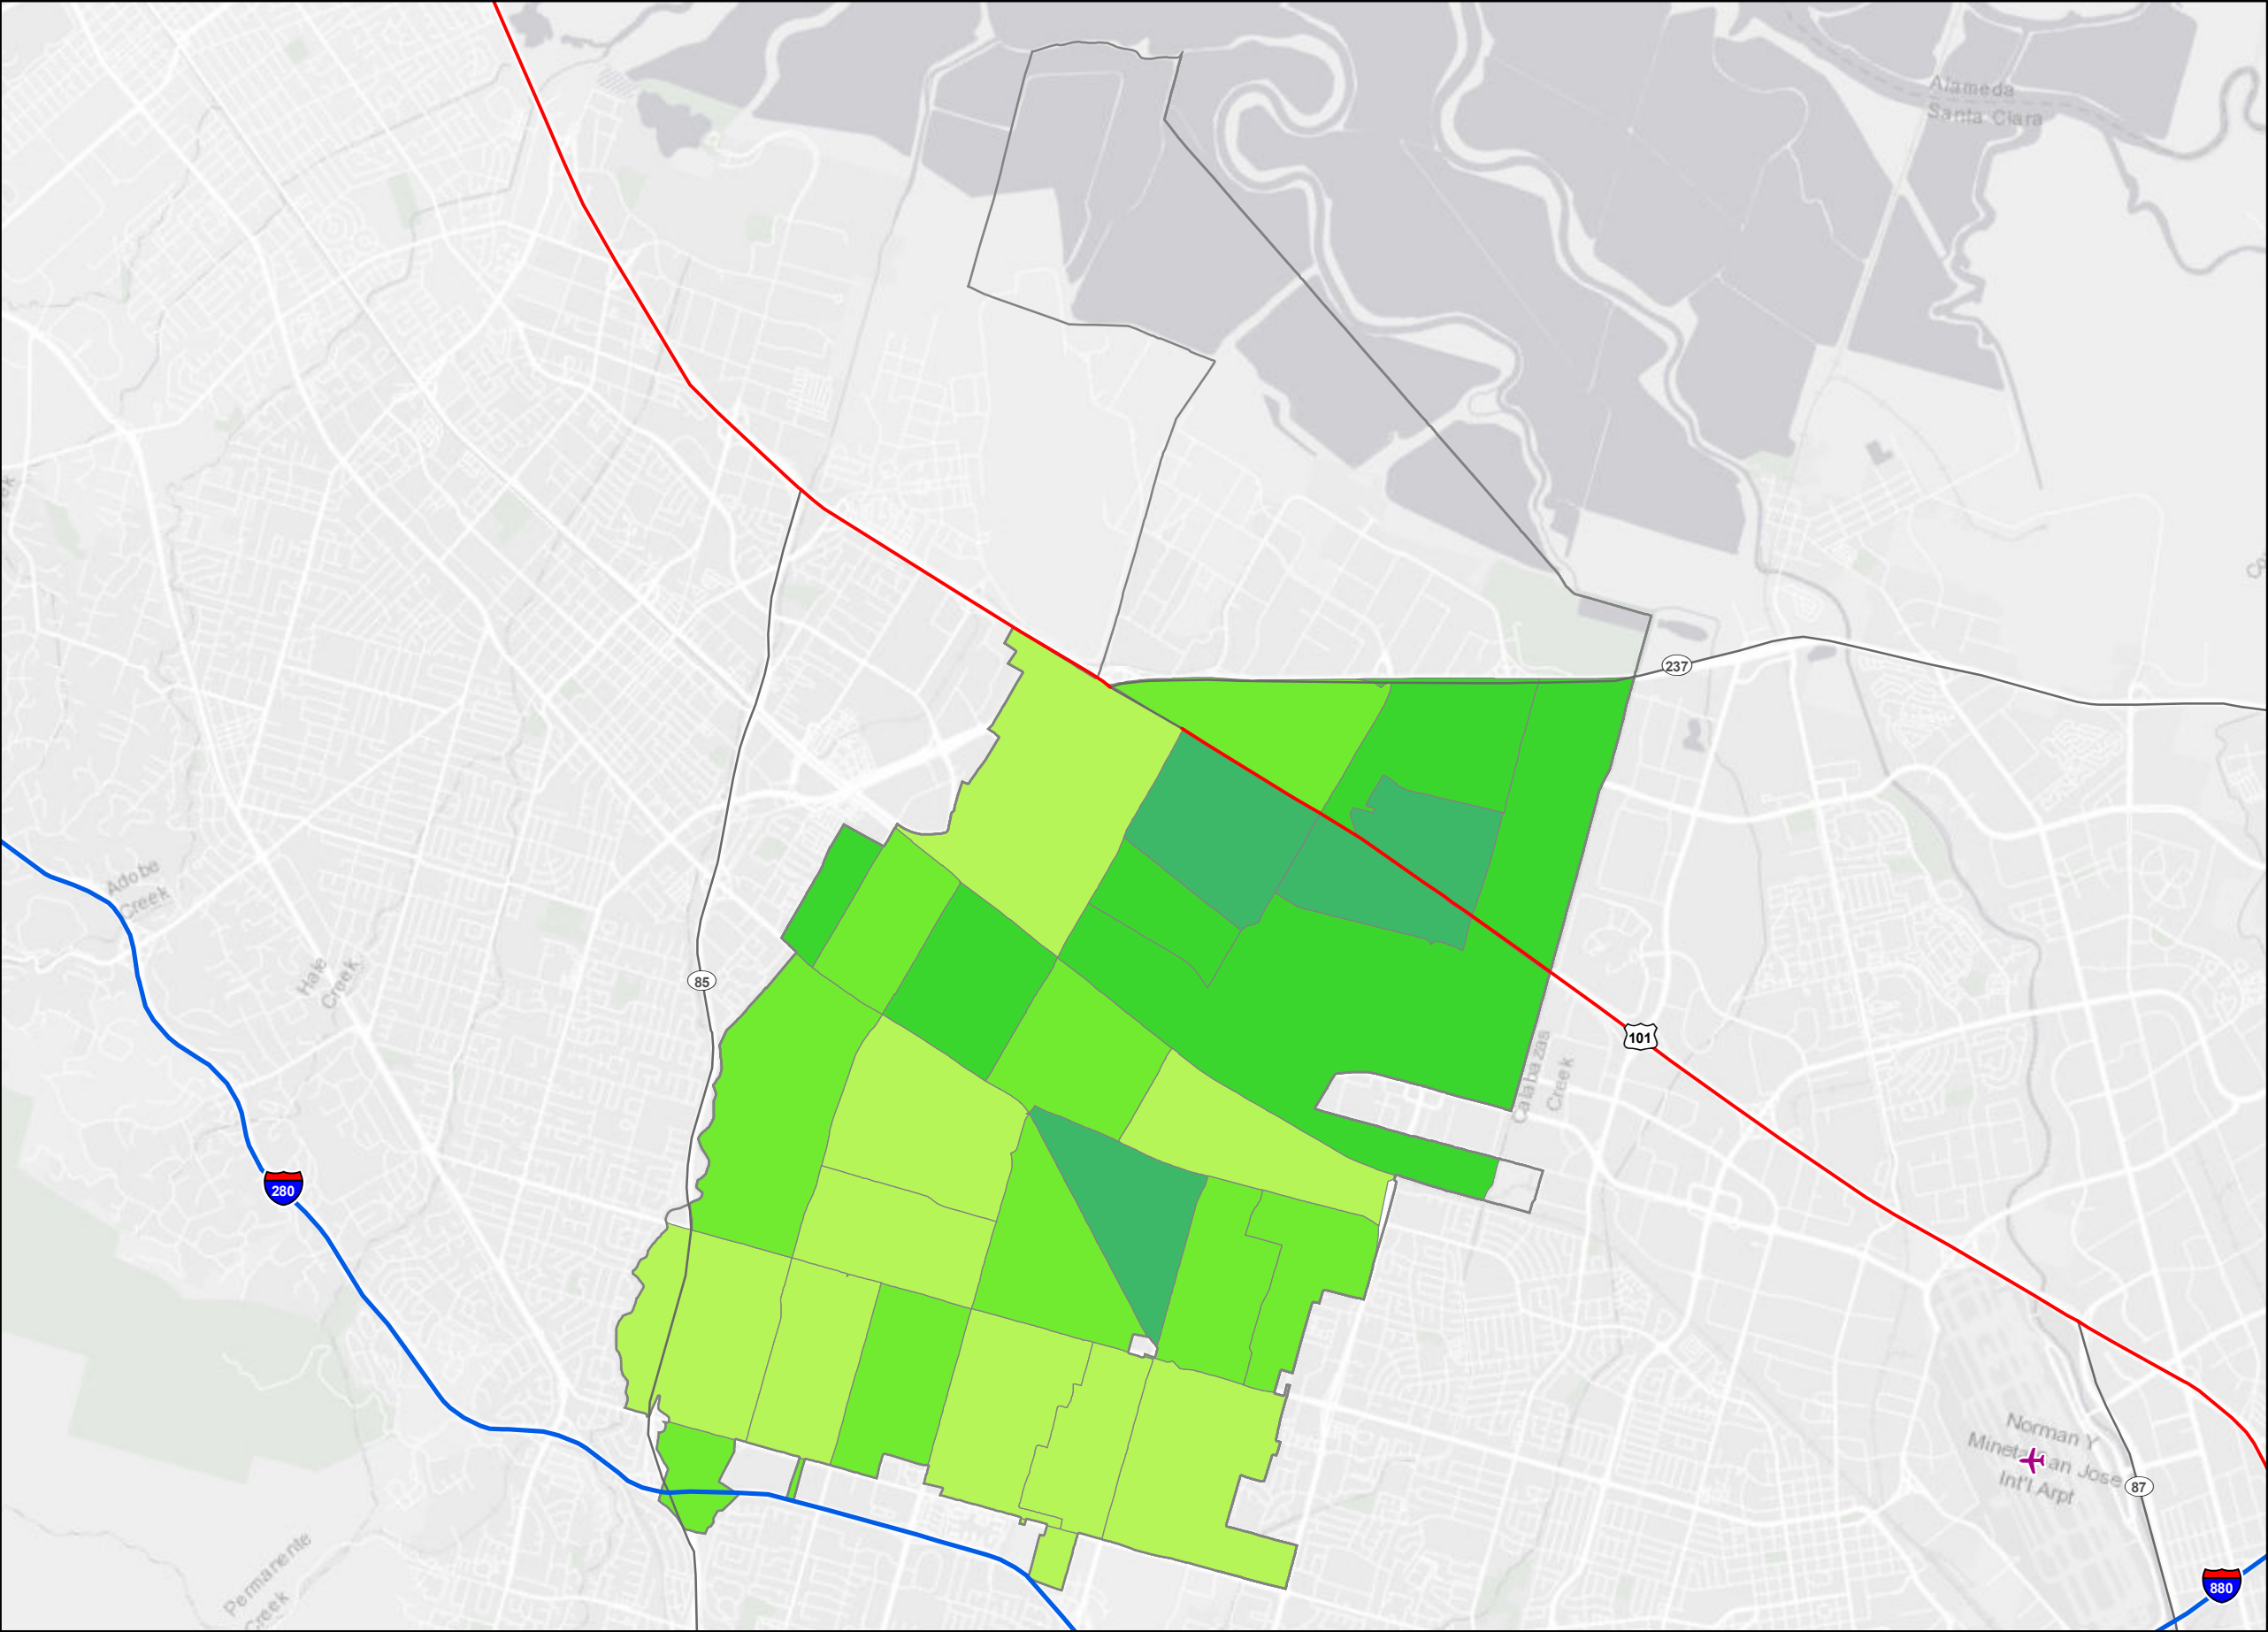 Alameda
Santa Clara
237
Adobe
Creek
Hale
Creek
85
101
Calabazas
Creek
280
Norman Y
Mineta San Jose
Int'l Arpt
87
Permanente
Creek
880